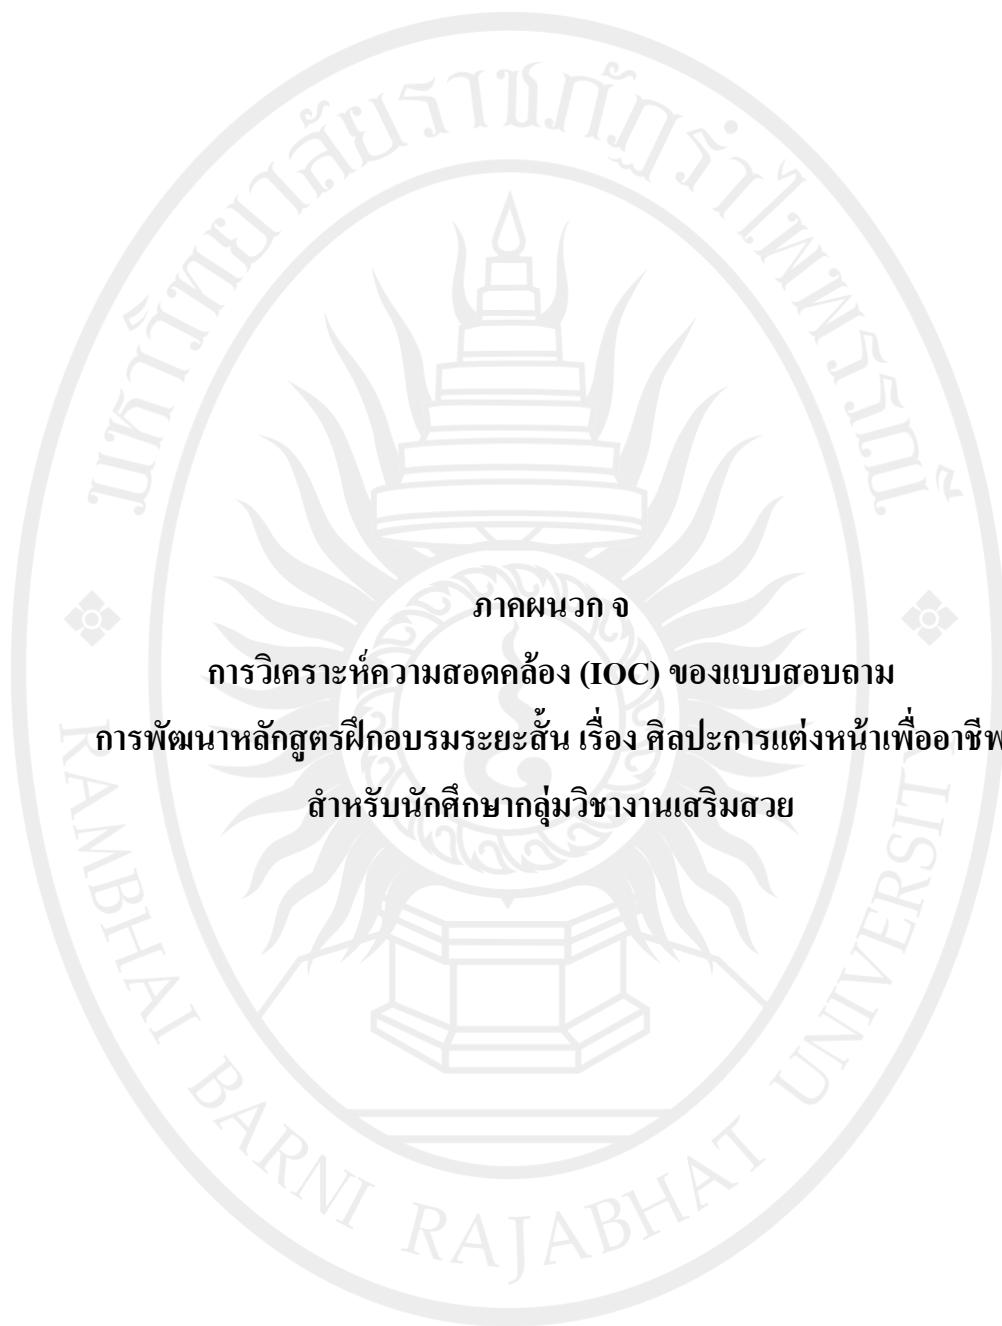 มหาวิทยาลัยราชภัฏรำไพพรรณี
ภาคผนวก จ
การวิเคราะห์ความสอดคล้อง (IOC) ของแบบสอบถาม
การพัฒนาหลักสูตรฝึกอบรมระยะสั้น เรื่อง ศิลปะการแต่งหน้าเพื่ออาชีพ
สำหรับนักศึกษากลุ่มวิชางานเสริมสวย
RAMBHAI BARNI RAJABHAT UNIVERSITY